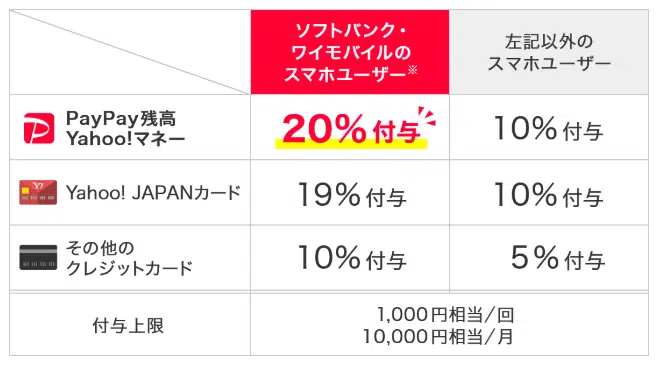 ソフトバンク・
ワイモバイルの
スマホユーザー※
左記以外の
スマホユーザー
PayPay残高
Yahoo!マネー
20%付与
10%付与
Yahoo! JAPANカード
19%付与
10%付与
その他の
クレジットカード
10%付与
5%付与
付与上限
1,000円相当/回
10,000円相当/月